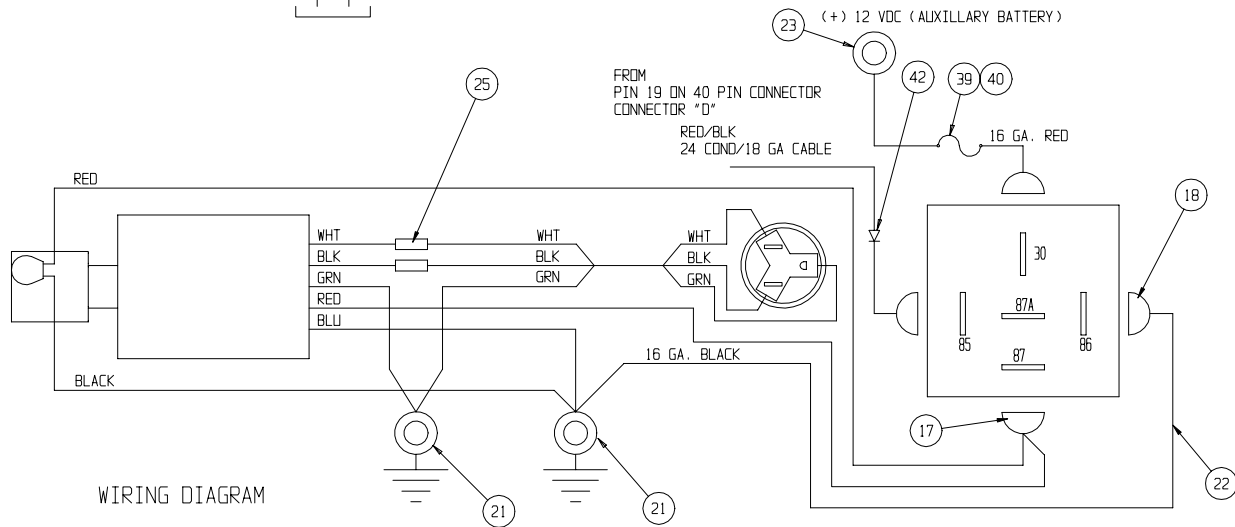 (+) 12 VDC (AUXILLARY BATTERY)
23
FROM
PIN 19 ON 40 PIN CONNECTOR
CONNECTOR "D"
42
39
40
25
RED/BLK
24 COND/18 GA CABLE
16 GA. RED
RED
18
WHT
WHT
WHT
BLK
BLK
BLK
GRN
GRN
GRN
RED
BLU
30
87A
85
86
87
16 GA. BLACK
BLACK
17
22
21
21
WIRING DIAGRAM